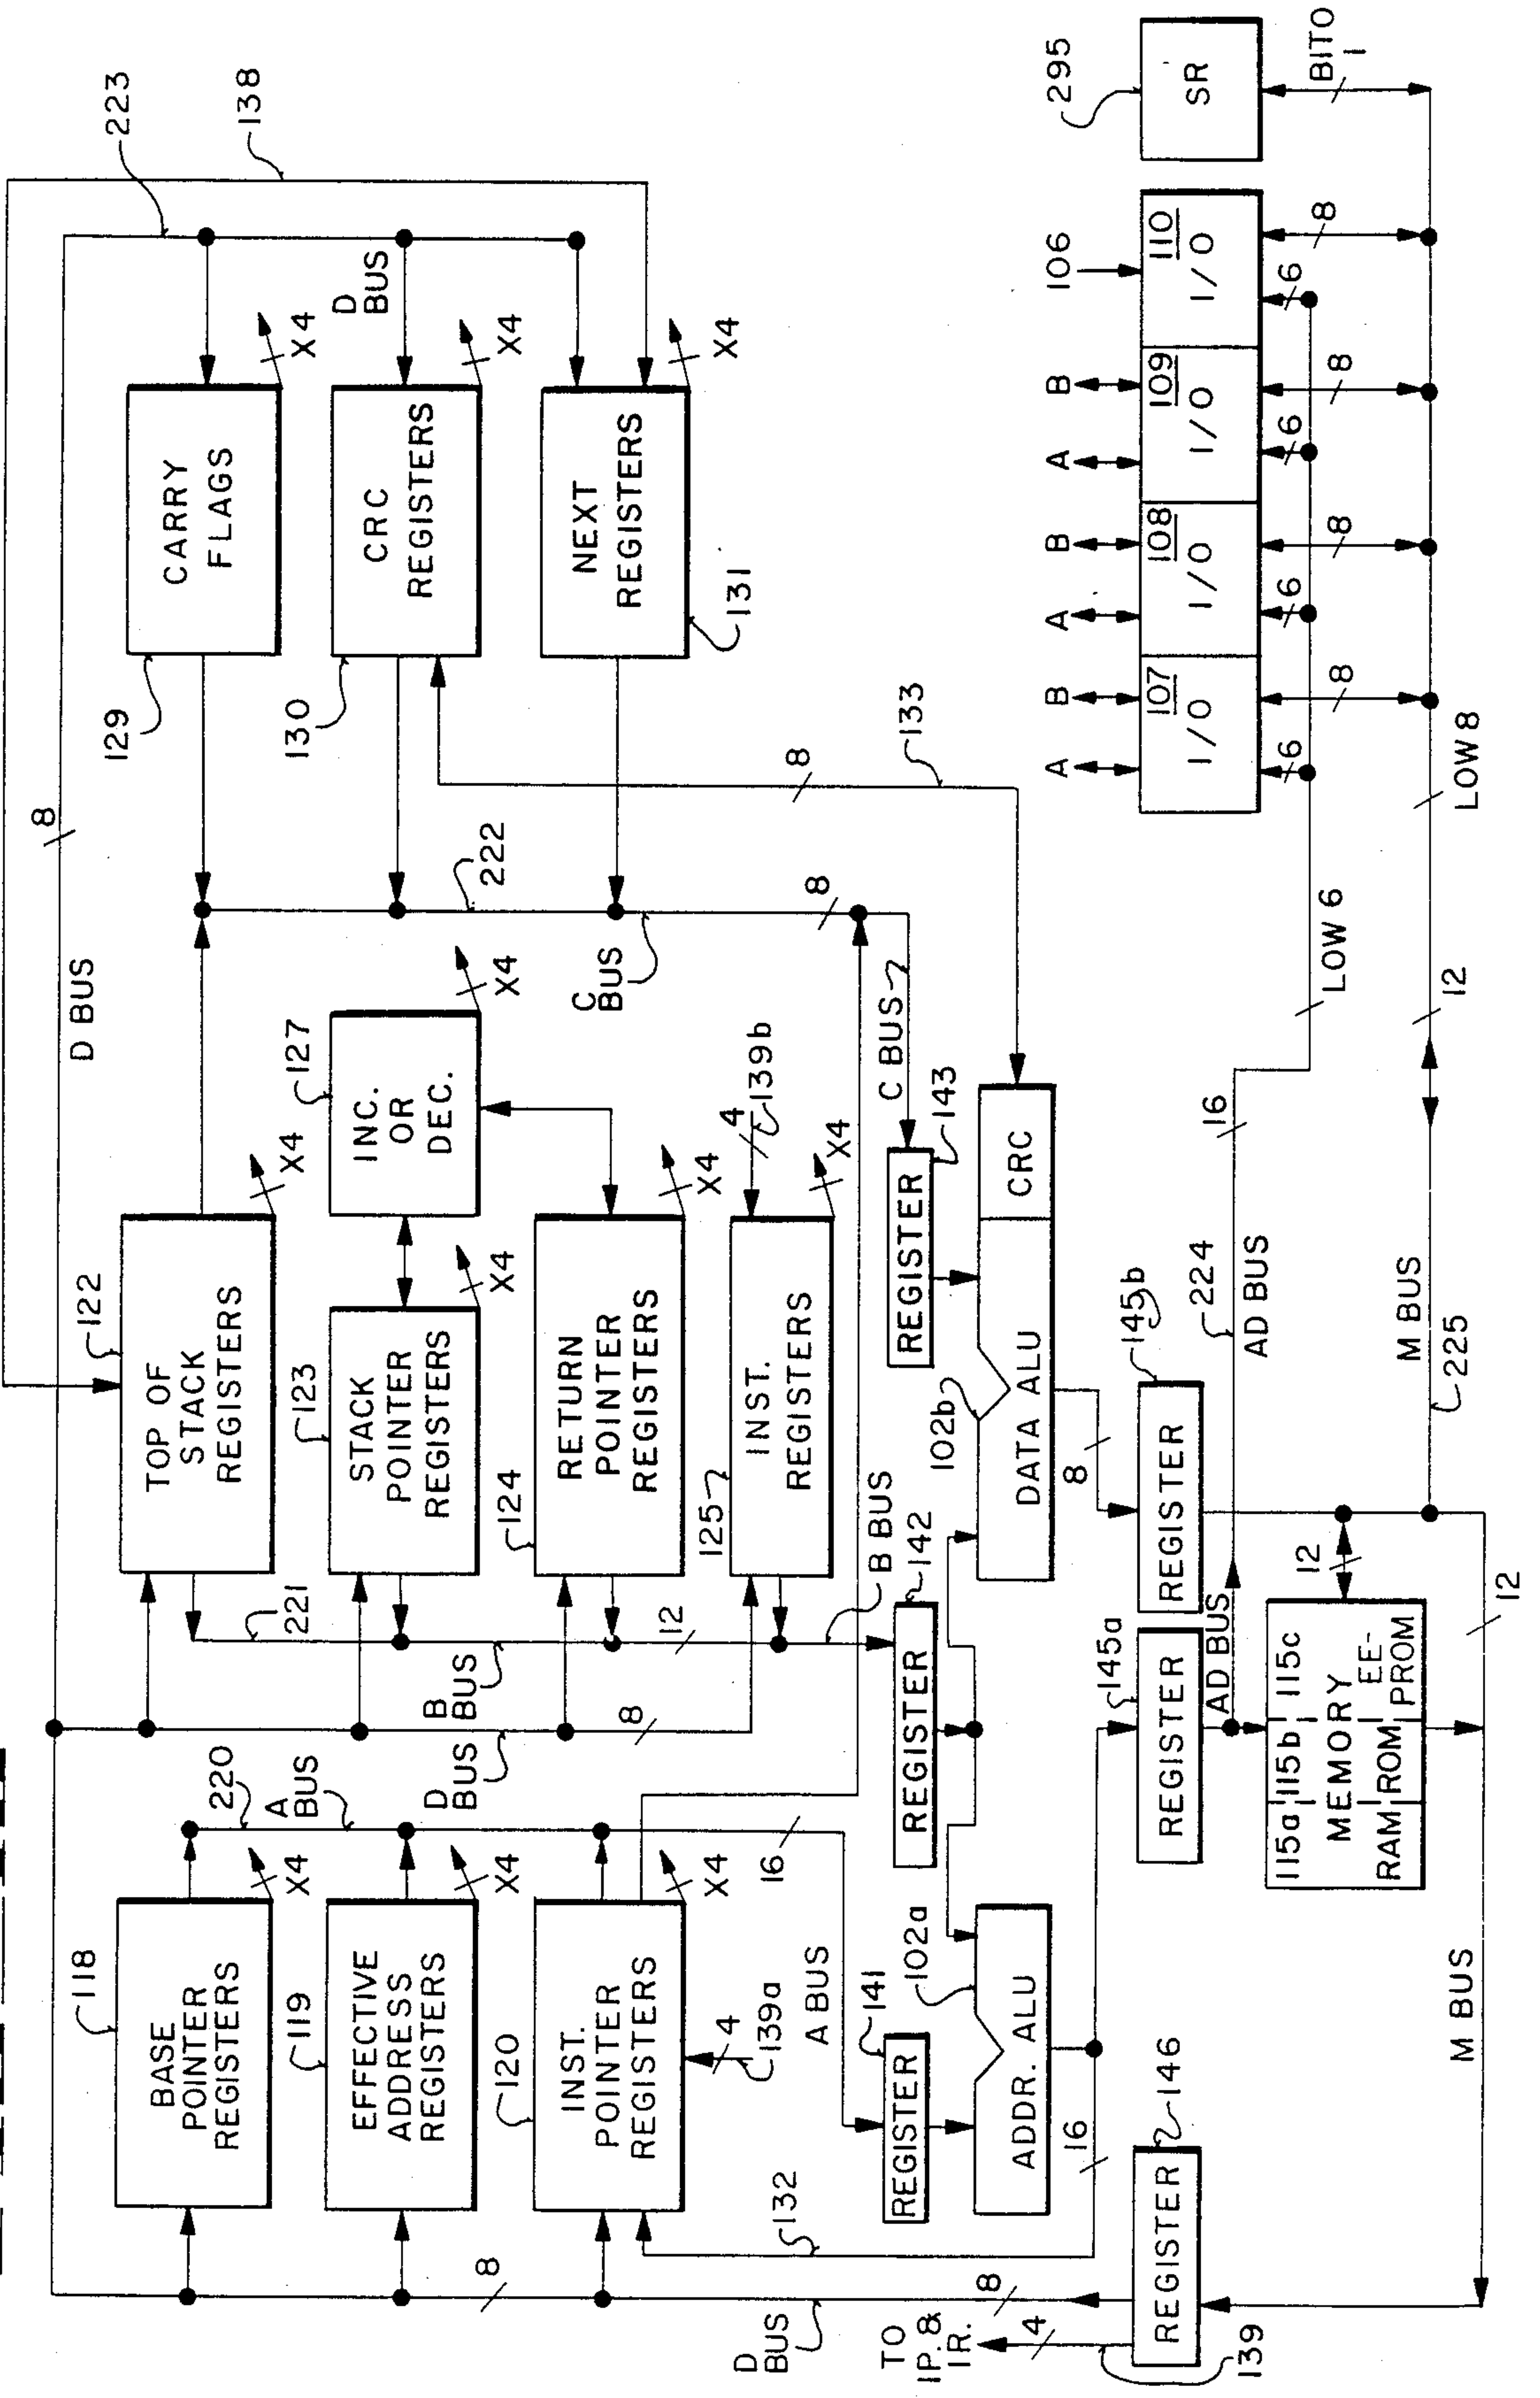 223
138
8
D BUS
122
TOP OF
STACK
REGISTERS
X4
129
CARRY
FLAGS
X4
118
BASE
POINTER
REGISTERS
X4
220
A
BUS
221
D
BUS
B
BUS
123
STACK
POINTER
REGISTERS
X4
127
INC.
OR
DEC.
X4
222
C
BUS
130
CRC
REGISTERS
X4
D
BUS
119
EFFECTIVE
ADDRESS
REGISTERS
X4
8
120
INST.
POINTER
REGISTERS
X4
4
139a
8
12
124
RETURN
POINTER
REGISTERS
X4
131
NEXT
REGISTERS
X4
125
INST.
REGISTERS
X4
4
139b
8
8
133
132
16
A BUS
B BUS
C BUS
D
BUS
8
TO
IP. &
IR.
4
139
141
REGISTER
142
REGISTER
143
REGISTER
102a
ADDR. ALU
102b
DATA ALU
CRC
16
8
146
REGISTER
145a
REGISTER
145b
REGISTER
AD BUS
224
AD BUS
16
LOW 6
115a
115b
115c
MEMORY
RAM
ROM
EE-
PROM
12
12
M BUS
M BUS
225
12
LOW 8
A
B
A
B
A
B
106
107
I/O
108
I/O
109
I/O
110
I/O
6
8
6
8
6
8
6
8
295
SR
BIT0
1